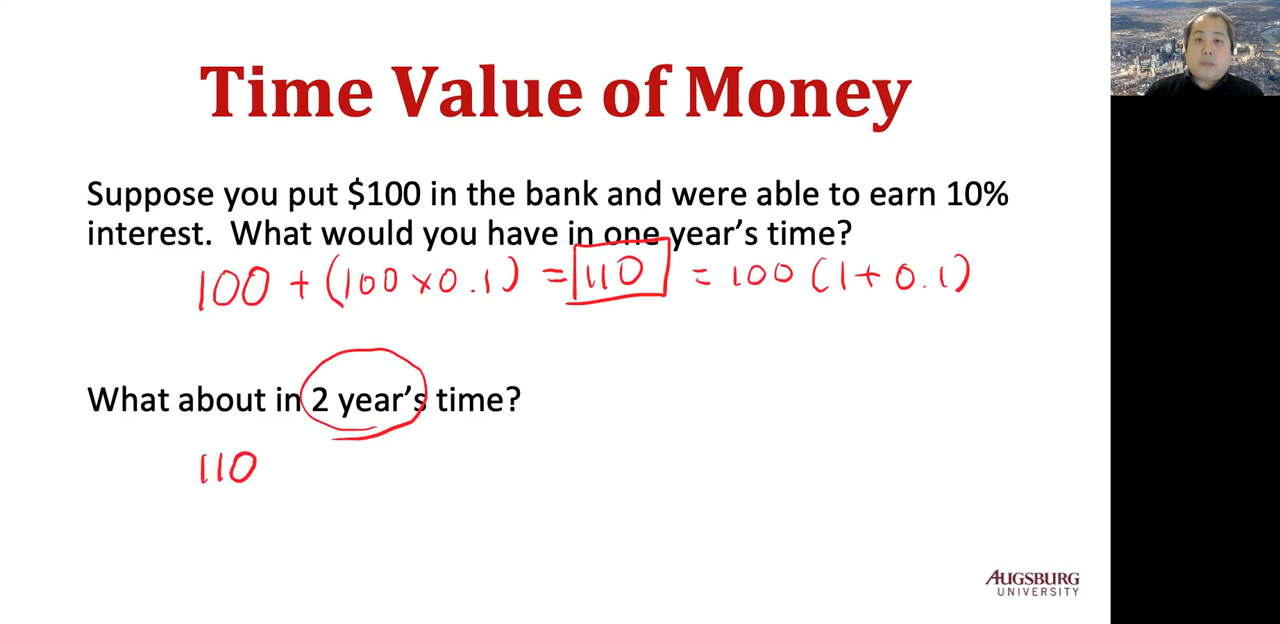 Time Value of Money
Suppose you put $100 in the bank and were able to earn 10%
interest.  What would you have in one year's time?
100 + (100 × 0.1) = 110 = 100 (1 + 0.1)
What about in 2 year's time?
110
AUGSBURG
UNIVERSITY